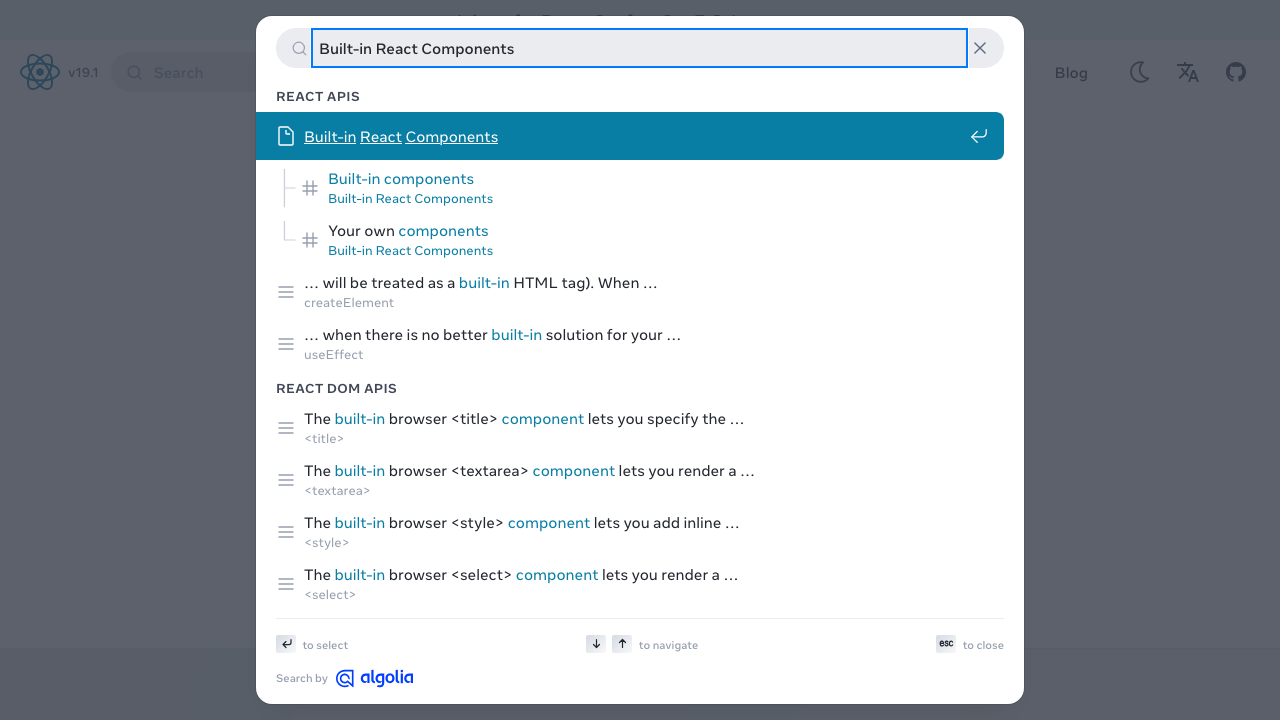 Built-in React Components
v19.1
Search
Blog
REACT APIS
Built-in React Components
Built-in components
Built-in React Components
Your own components
Built-in React Components
... will be treated as a built-in HTML tag). When ...
createElement
... when there is no better built-in solution for your ...
useEffect
REACT DOM APIS
The built-in browser <title> component lets you specify the ...
<title>
The built-in browser <textarea> component lets you render a ...
<textarea>
The built-in browser <style> component lets you add inline ...
<style>
The built-in browser <select> component lets you render a ...
<select>
to select
to navigate
esc to close
Search by algolia